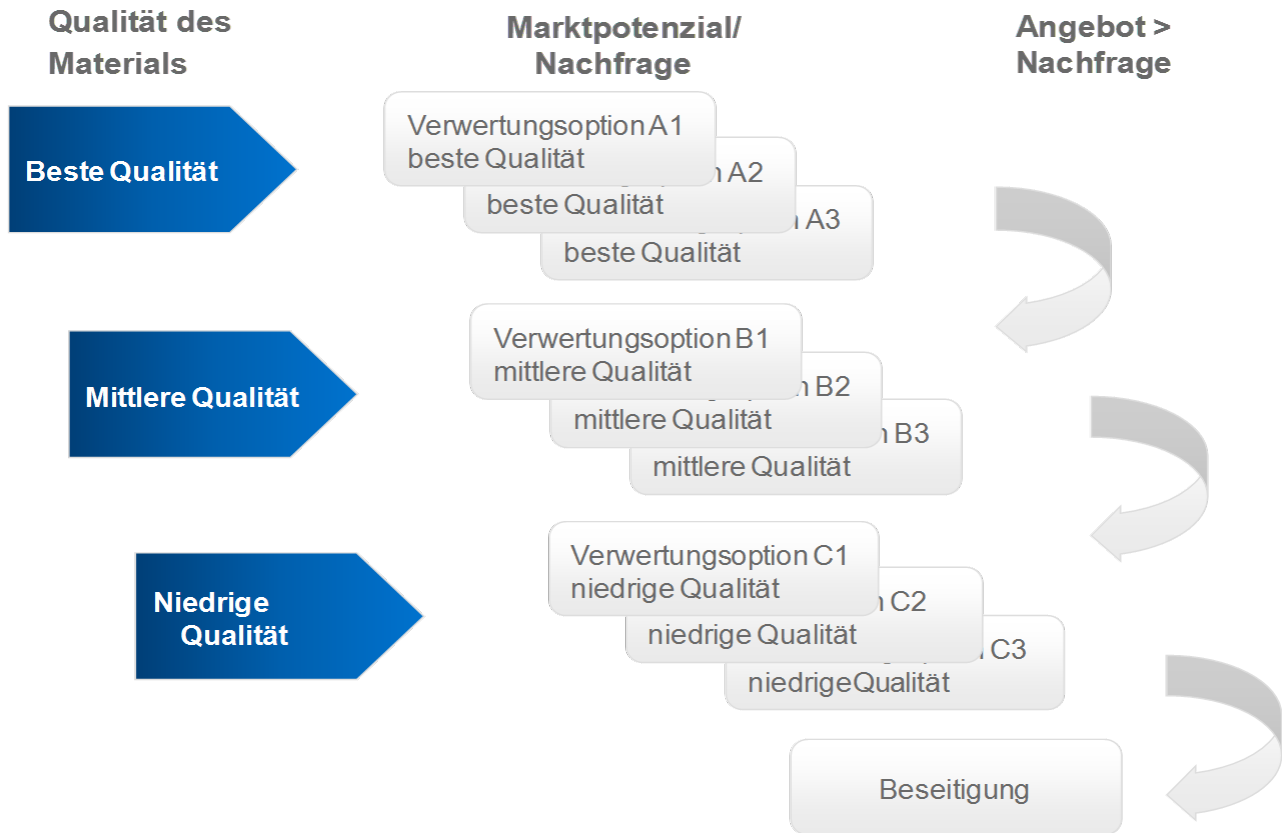 Qualität des
Materials
Marktpotenzial/
Nachfrage
Angebot >
Nachfrage
Beste Qualität
Verwertungsoption A1
beste Qualität
A2
beste Qualität
A3
beste Qualität
Mittlere Qualität
Verwertungsoption B1
mittlere Qualität
B2
mittlere Qualität
B3
mittlere Qualität
Niedrige
Qualität
Verwertungsoption C1
niedrige Qualität
C2
niedrige Qualität
C3
niedrigeQualität
Beseitigung